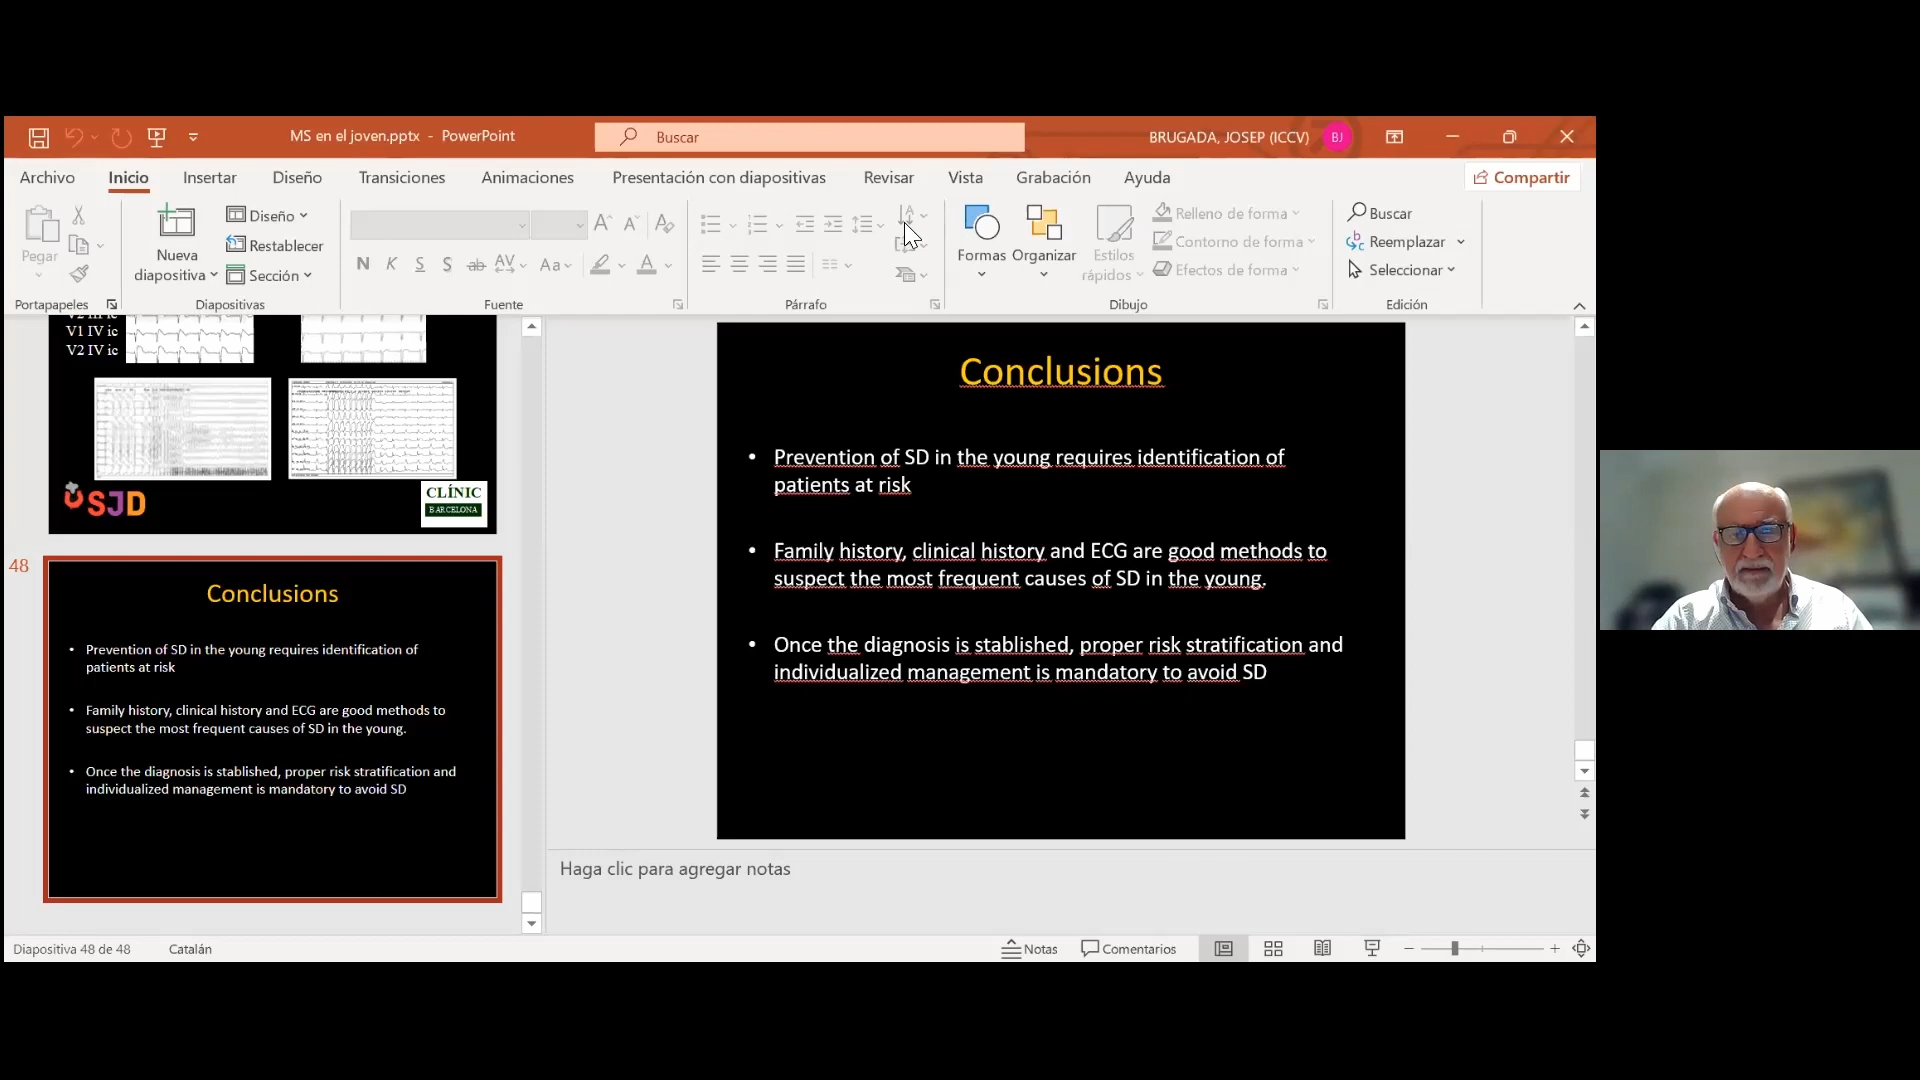 MS en el joven.pptx - PowerPoint
Buscar
BRUGADA, JOSEP (ICCV)
BJ
Archivo
Inicio
Insertar
Diseño
Transiciones
Animaciones
Presentación con diapositivas
Revisar
Vista
Grabación
Ayuda
Compartir
Pegar
Portapapeles
Nueva
diapositiva
Diseño
Restablecer
Sección
Diapositivas
N K S S ab AV Aa A
Fuente
Párrafo
Formas
Organizar
Estilos
rápidos
Relleno de forma
Contorno de forma
Efectos de forma
Dibujo
Buscar
Reemplazar
Seleccionar
Edición
V1 IV ic
V2 IV ic
SJD
CLÍNIC
BARCELONA
48
Conclusions
• Prevention of SD in the young requires identification of
patients at risk
• Family history, clinical history and ECG are good methods to
suspect the most frequent causes of SD in the young.
• Once the diagnosis is stablished, proper risk stratification and
individualized management is mandatory to avoid SD
Conclusions
• Prevention of SD in the young requires identification of
patients at risk
• Family history, clinical history and ECG are good methods to
suspect the most frequent causes of SD in the young.
• Once the diagnosis is stablished, proper risk stratification and
individualized management is mandatory to avoid SD
Haga clic para agregar notas
Diapositiva 48 de 48
Catalán
Notas
Comentarios